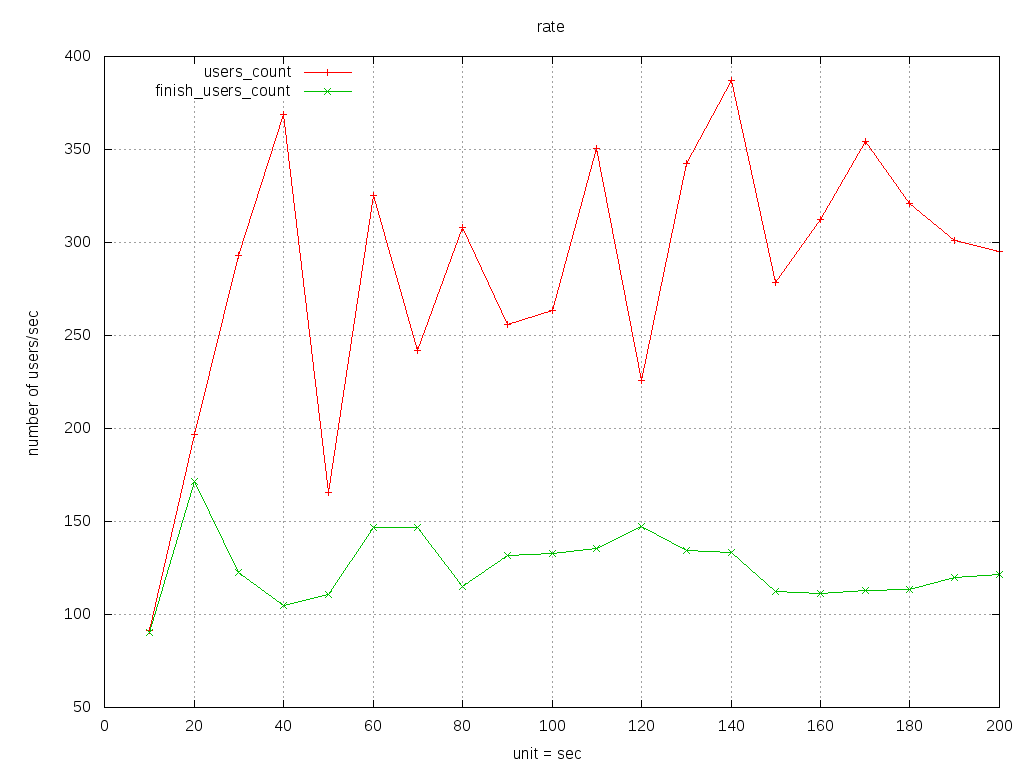 rate
400
users_count
finish_users_count
350
300
250
200
150
100
50
number of users/sec
0 20 40 60 80 100 120 140 160 180 200
unit = sec